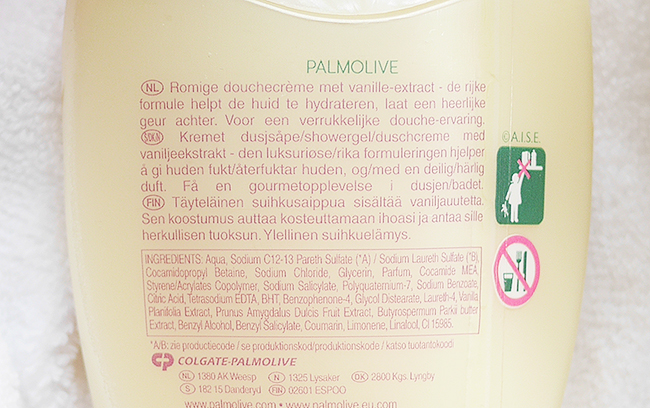 PALMOLIVE
NL Romige douchecrème met vanille-extract - de rijke
formule helpt de huid te hydrateren, laat een heerlijke
geur achter. Voor een verrukkelijke douche-ervaring.
S/DK/N Kremet dusjsåpe/showergel/duschcreme med
vaniljeekstrakt - den luksuriøse/rika formuleringen hjelper
å gi huden fukt/återfuktar huden, og/med en deilig/härlig
duft. Få en gourmetopplevelse i dusjen/badet.
FIN Täyteläinen suihkusaippua sisältää vaniljauutetta.
Sen koostumus auttaa kosteuttamaan ihoasi ja antaa sille
herkullisen tuoksun. Ylellinen suihkuelämys.
©A.I.S.E.
INGREDIENTS: Aqua, Sodium C12-13 Pareth Sulfate (*A) / Sodium Laureth Sulfate (*B),
Cocamidopropyl Betaine, Sodium Chloride, Glycerin, Parfum, Cocamide MEA,
Styrene/Acrylates Copolymer, Sodium Salicylate, Polyquaternium-7, Sodium Benzoate,
Citric Acid, Tetrasodium EDTA, BHT, Benzophenone-4, Glycol Distearate, Laureth-4, Vanilla
Planifolia Extract, Prunus Amygdalus Dulcis Fruit Extract, Butyrospermum Parkii butter
Extract, Benzyl Alcohol, Benzyl Salicylate, Coumarin, Limonene, Linalool, CI 15985.
*A/B: zie productiecode / se produktionskod/produktionskode / katso tuotantokoodi
CP COLGATE-PALMOLIVE
NL 1380 AK Weesp N 1325 Lysaker DK 2800 Kgs. Lyngby
S 182 15 Danderyd FIN 02601 ESPOO
www.palmolive.com • www.palmolive-eu.com